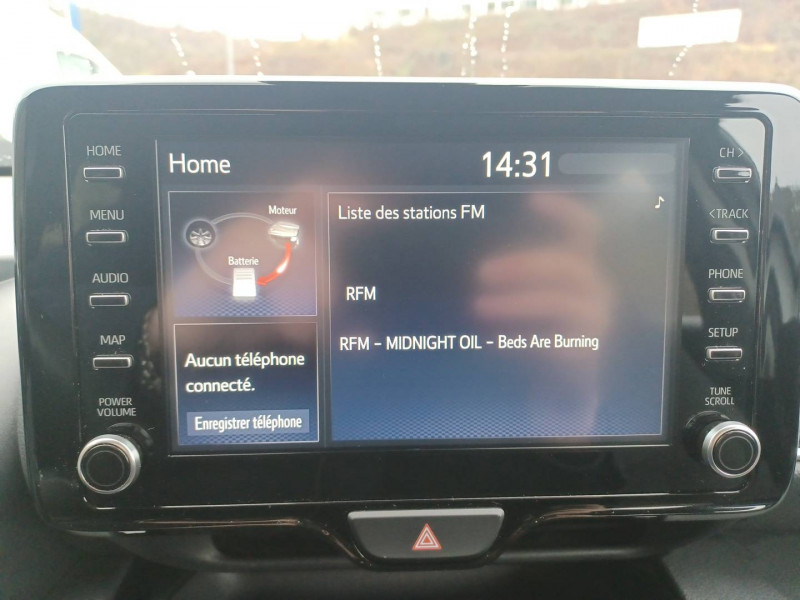 HOME
MENU
AUDIO
MAP
POWER
VOLUME
Home
14:31
Moteur
Batterie
Aucun téléphone
connecté.
Enregistrer téléphone
Liste des stations FM
RFM
RFM - MIDNIGHT OIL - Beds Are Burning
CH >
< TRACK
PHONE
SETUP
TUNE
SCROLL